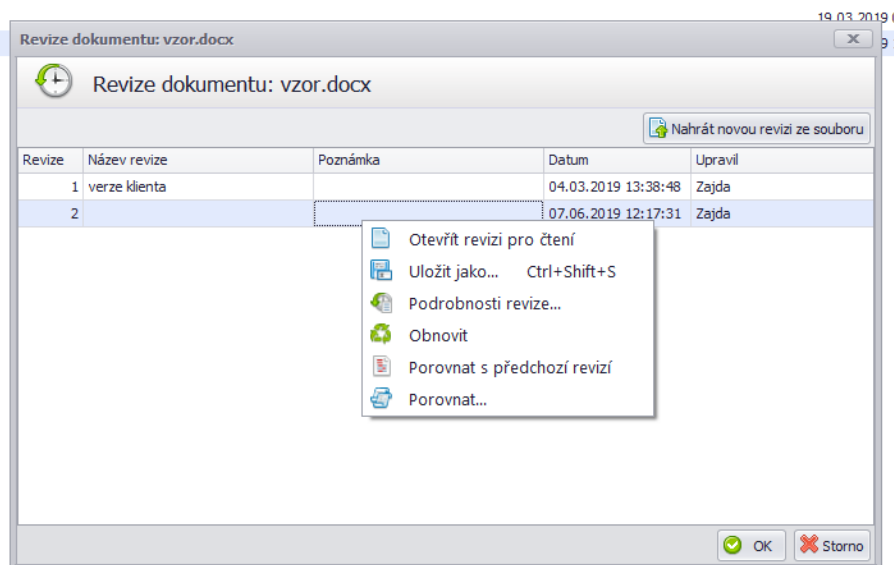 19.03.2019
Revize dokumentu: vzor.docx
9
Revize dokumentu: vzor.docx
Nahrát novou revizi ze souboru
Revize Název revize Poznámka Datum Upravil
1 verze klienta 04.03.2019 13:38:48 Zajda
2 07.06.2019 12:17:31 Zajda
Otevřít revizi pro čtení
Uložit jako... Ctrl+Shift+S
Podrobnosti revize...
Obnovit
Porovnat s předchozí revizí
Porovnat...
OK Storno